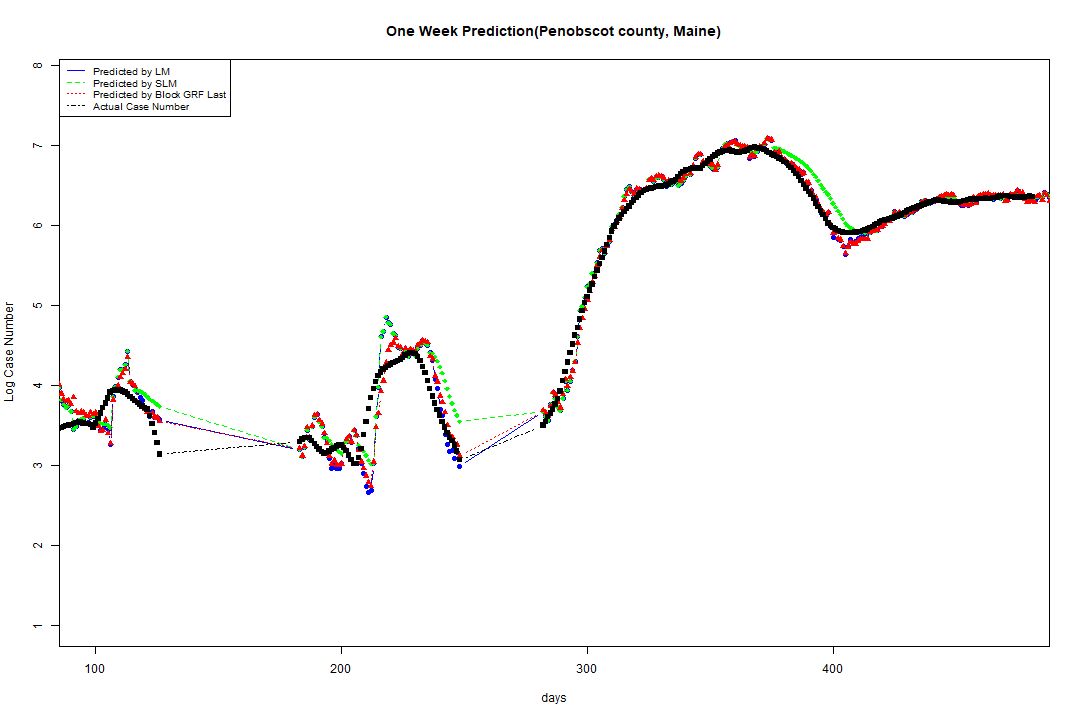 One Week Prediction(Penobscot county, Maine)
Predicted by LM
Predicted by SLM
Predicted by Block GRF Last
Actual Case Number
Log Case Number
8
7
6
5
4
3
2
1
100 200 300 400
days